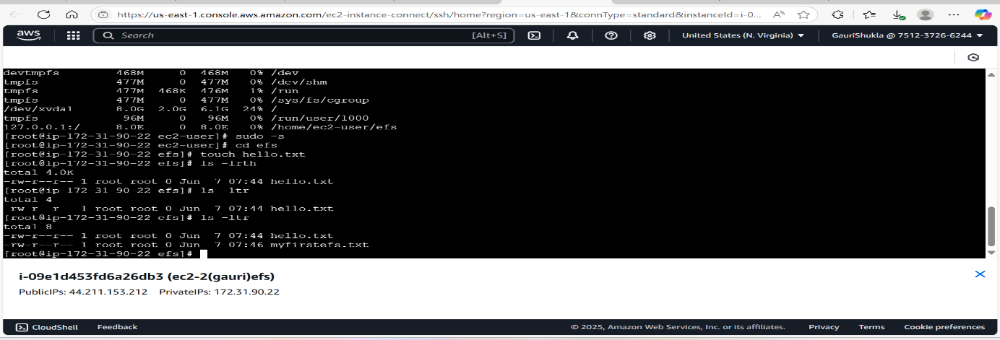 https://us-east-1.console.aws.amazon.com/ec2-instance-connect/ssh/home?region=us-east-1&connType=standard&instanceId=i-0...
aws Search [Alt+S] United States (N. Virginia) GauriShukla @ 7512-3726-6244
devtmpfs 468M 0 468M 0% /dev
tmpfs 477M 0 477M 0% /dev/shm
tmpfs 477M 468K 476M 1% /run
tmpfs 477M 0 477M 0% /sys/fs/cgroup
/dev/xvda1 8.0G 2.0G 6.1G 24% /
tmpfs 96M 0 96M 0% /run/user/1000
127.0.0.1:/ 8.0E 0 8.0E 0% /home/ec2-user/efs
[root@ip-172-31-90-22 ec2-user]# sudo -s
[root@ip-172-31-90-22 ec2-user]# cd efs
[root@ip-172-31-90-22 efs]# touch hello.txt
[root@ip-172-31-90-22 efs]# ls -lrth
total 4.0K
-rw-r--r-- 1 root root 0 Jun 7 07:44 hello.txt
[root@ip-172-31-90-22 efs]# ls -ltr
total 4
-rw-r--r-- 1 root root 0 Jun 7 07:44 hello.txt
[root@ip-172-31-90-22 efs]# ls -ltr
total 8
-rw-r--r-- 1 root root 0 Jun 7 07:44 hello.txt
-rw-r--r-- 1 root root 0 Jun 7 07:46 myfirstefs.txt
[root@ip-172-31-90-22 efs]#
i-09e1d453fd6a26db3 (ec2-2(gauri)efs)
PublicIPs: 44.211.153.212 PrivateIPs: 172.31.90.22
CloudShell Feedback © 2025, Amazon Web Services, Inc. or its affiliates. Privacy Terms Cookie preferences